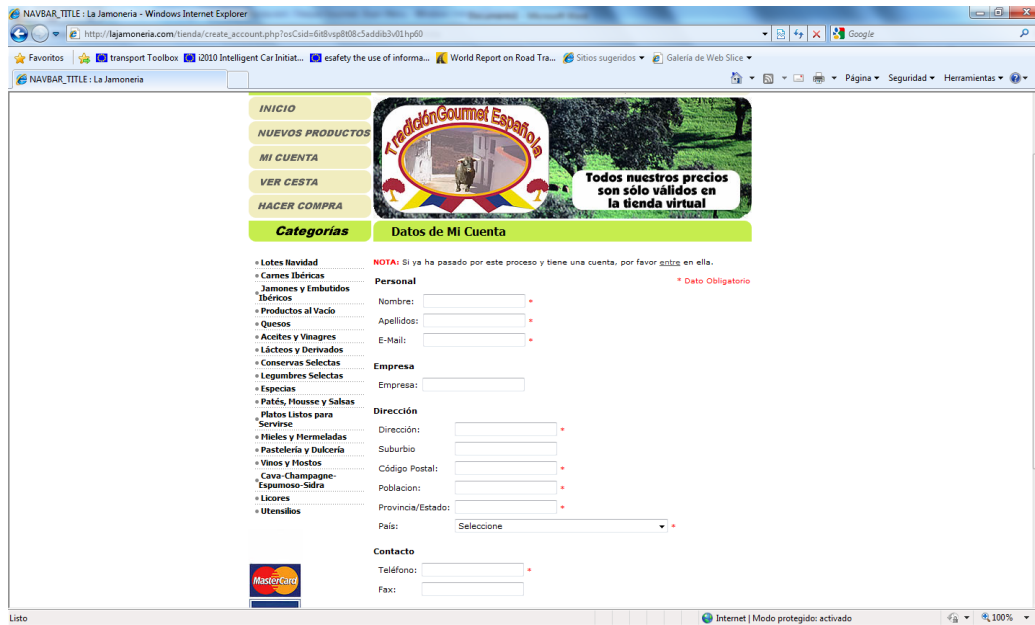 NAVBAR_TITLE : La Jamoneria - Windows Internet Explorer
http://lajamoneria.com/tienda/create_account.php?osCsid=6it8vsp8t08c5addib3v01hp60
Google
Favoritos
transport Toolbox
i2010 Intelligent Car Initiat...
esafety the use of informa...
World Report on Road Tra...
Sitios sugeridos
Galería de Web Slice
NAVBAR_TITLE : La Jamoneria
Página
Seguridad
Herramientas
INICIO
NUEVOS PRODUCTOS
MI CUENTA
VER CESTA
HACER COMPRA
Tradición Gourmet Española
Todos nuestros precios
son sólo válidos en
la tienda virtual
Categorías
Datos de Mi Cuenta
Lotes Navidad
Carnes Ibéricas
Jamones y Embutidos
Ibéricos
Productos al Vacío
Quesos
Aceites y Vinagres
Lácteos y Derivados
Conservas Selectas
Legumbres Selectas
Especias
Patés, Mousse y Salsas
Platos Listos para
Servirse
Mieles y Mermeladas
Pastelería y Dulcería
Vinos y Mostos
Cava-Champagne-
Espumoso-Sidra
Licores
Utensilios
MasterCard
NOTA: Si ya ha pasado por este proceso y tiene una cuenta, por favor entre en ella.
Personal
* Dato Obligatorio
Nombre: *
Apellidos: *
E-Mail: *
Empresa
Empresa:
Dirección
Dirección: *
Suburbio
Código Postal: *
Poblacion: *
Provincia/Estado: *
País: Seleccione *
Contacto
Teléfono: *
Fax:
Listo
Internet | Modo protegido: activado
100%